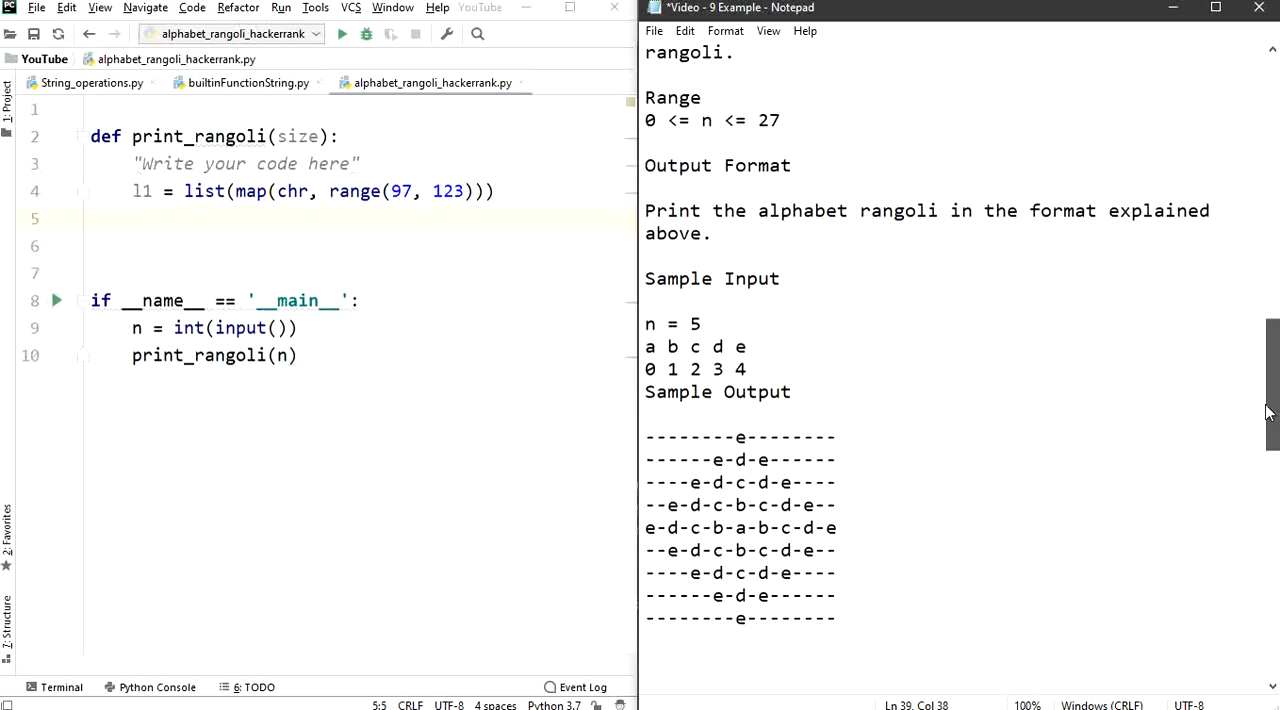 File Edit View Navigate Code Refactor Run Tools VCS Window Help YouTube
alphabet_rangoli_hackerrank
YouTube alphabet_rangoli_hackerrank.py
String_operations.py builtinFunctionString.py alphabet_rangoli_hackerrank.py
1: Project
1
2 def print_rangoli(size):
3 "Write your code here"
4 l1 = list(map(chr, range(97, 123)))
5
6
7
8 if __name__ == '__main__':
9 n = int(input())
10 print_rangoli(n)
2: Favorites
7: Structure
Terminal Python Console 6: TODO Event Log
5:5 CRLF UTF-8 4 spaces Python 3.7
*Video - 9 Example - Notepad
File Edit Format View Help
rangoli.
Range
0 <= n <= 27
Output Format
Print the alphabet rangoli in the format explained
above.
Sample Input
n = 5
a b c d e
0 1 2 3 4
Sample Output
--------e--------
------e-d-e------
----e-d-c-d-e----
--e-d-c-b-c-d-e--
e-d-c-b-a-b-c-d-e
--e-d-c-b-c-d-e--
----e-d-c-d-e----
------e-d-e------
--------e--------
Ln 39, Col 38 100% Windows (CRLF) UTF-8